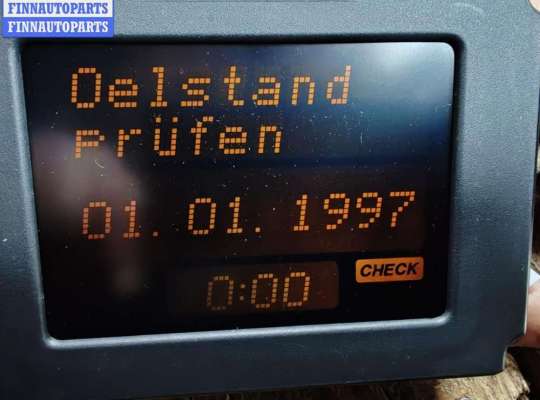 FINNAUTOPARTS
FINNAUTOPARTS
Oelstand
prüfen
01.01.1997
0:00
CHECK